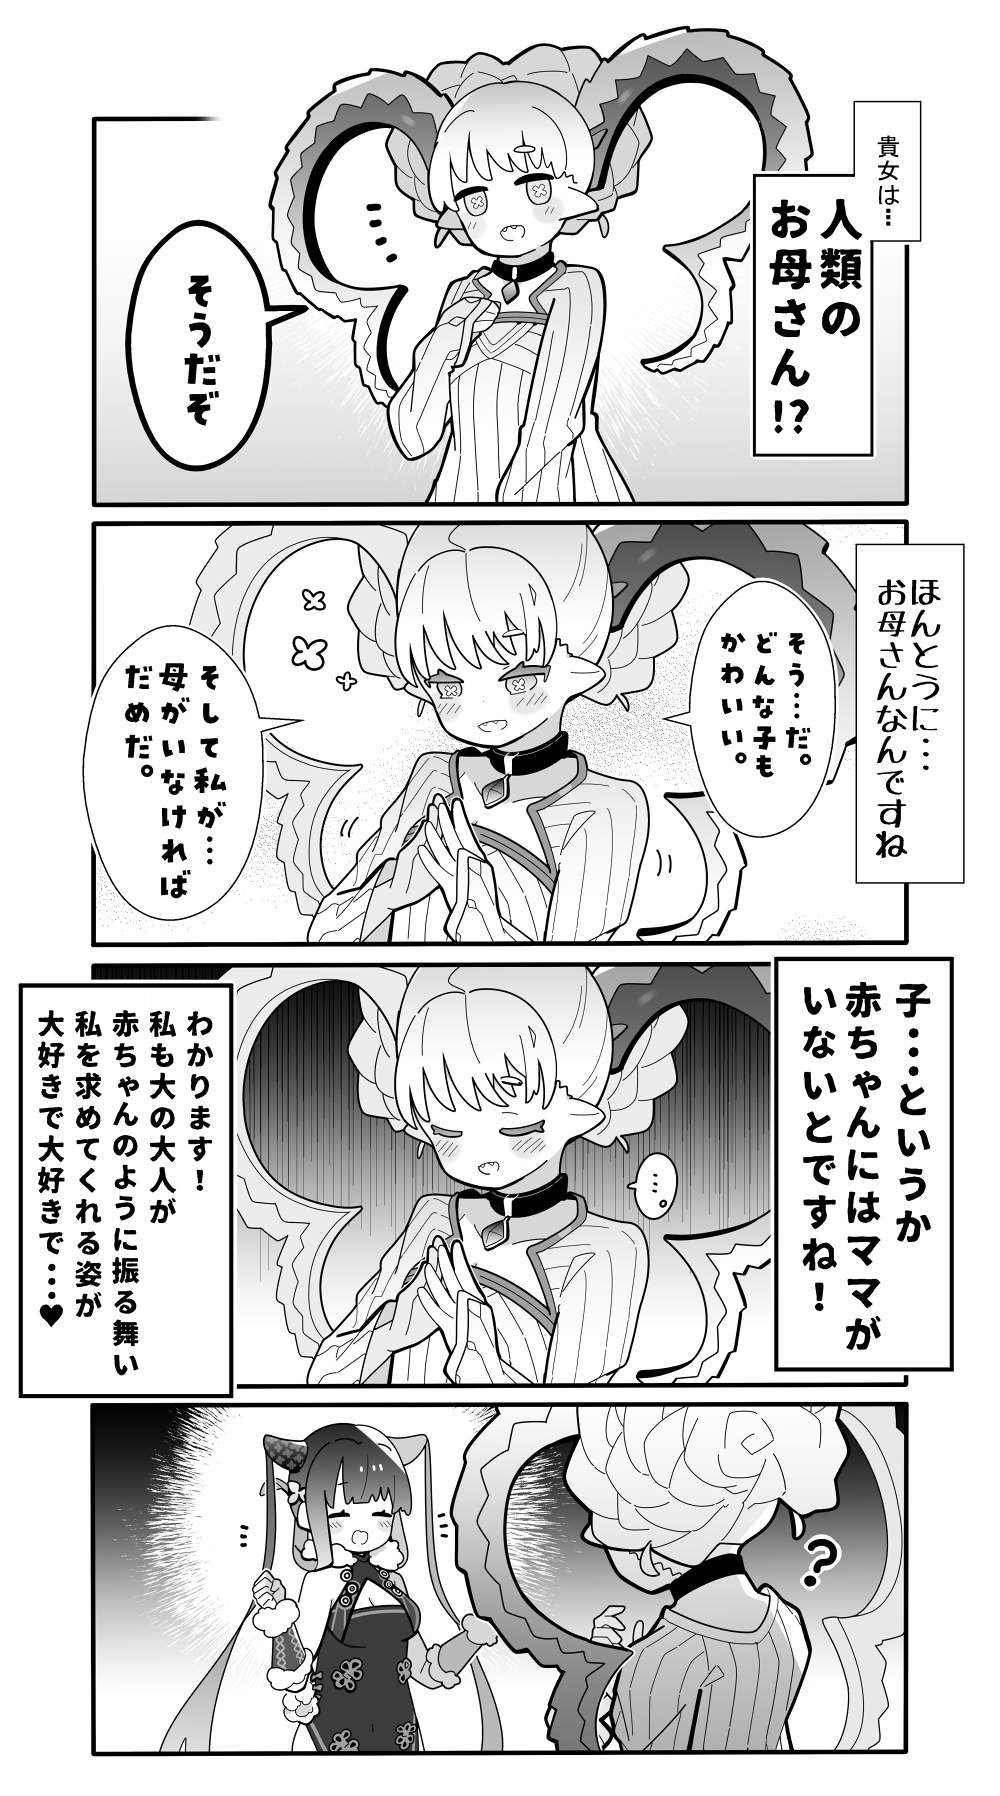 貴女は…
人類の
お母さん!?
そうだぞ
ほんとうに…
お母さんなんですね
そう…だ。
どんな子も
かわいい。
そして私が…
母がいなければ
だめだ。
子…というか
赤ちゃんにはママが
いないとですね!
…。
わかります!
私も大の大人が
赤ちゃんのように振る舞い
私を求めてくれる姿が
大好きで大好きで…♥
?